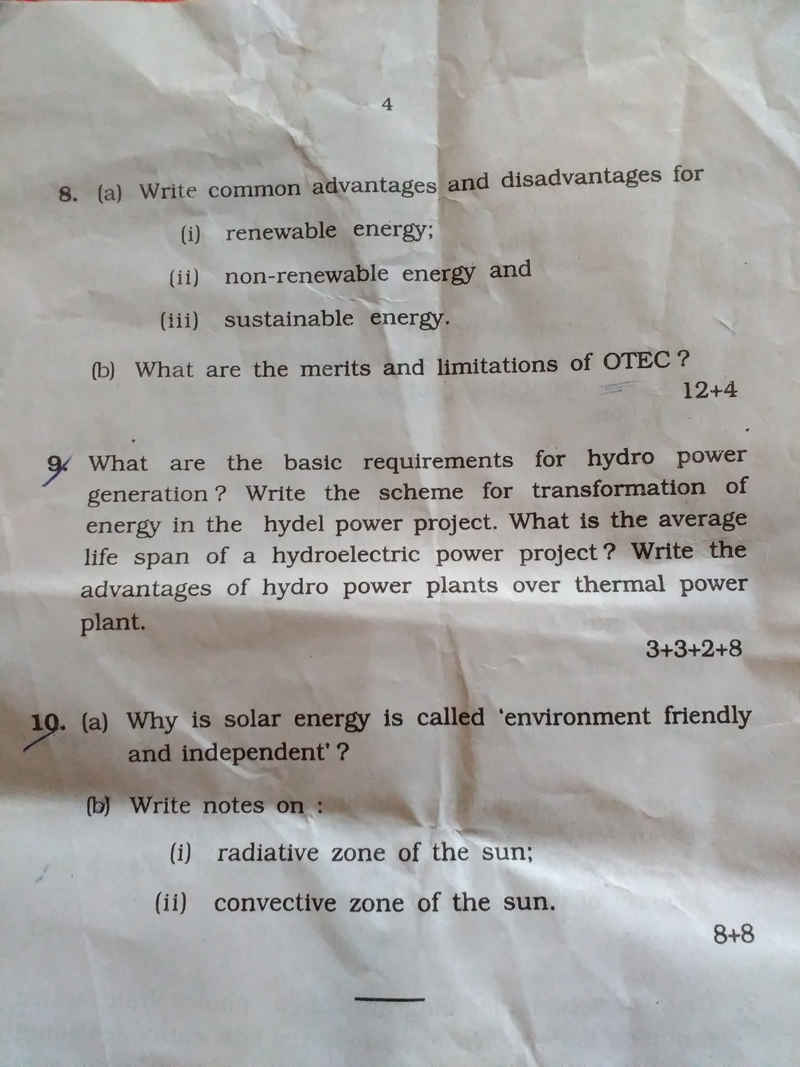 4
8. (a) Write common advantages and disadvantages for
(i) renewable energy;
(ii) non-renewable energy and
(iii) sustainable energy.
(b) What are the merits and limitations of OTEC ?
12+4
9. What are the basic requirements for hydro power
generation ? Write the scheme for transformation of
energy in the hydel power project. What is the average
life span of a hydroelectric power project ? Write the
advantages of hydro power plants over thermal power
plant.
3+3+2+8
10. (a) Why is solar energy is called 'environment friendly
and independent' ?
(b) Write notes on :
(i) radiative zone of the sun;
(ii) convective zone of the sun.
8+8